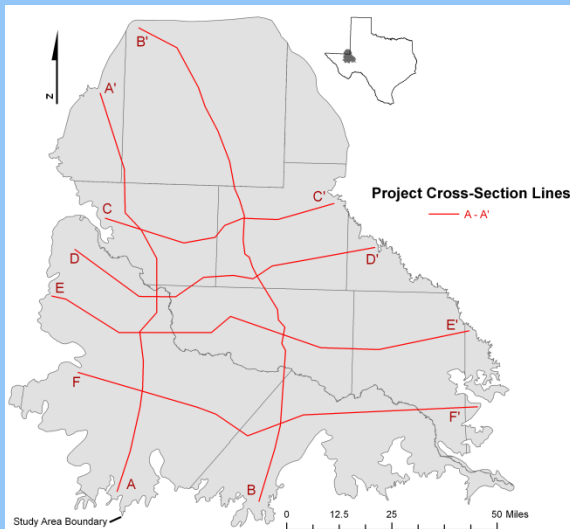 B'
A'
N
C
C'
Project Cross-Section Lines
A - A'
D
D'
E
E'
F
F'
A
B
Study Area Boundary
0 12.5 25 50 Miles